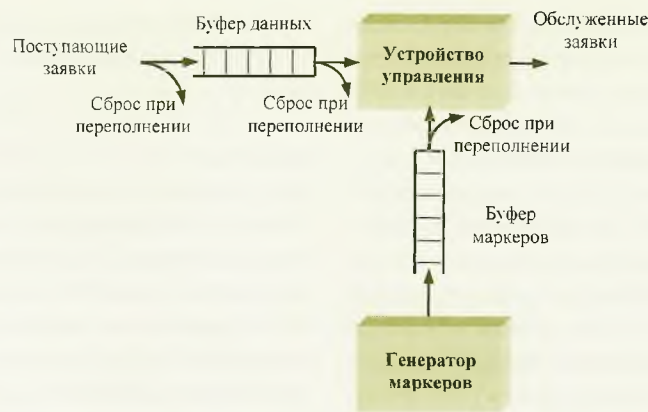 Буфер данных
Обслуженные
заявки
Поступающие
заявки
Устройство
управления
Сброс при
переполнении
Сброс при
переполнении
Сброс при
переполнении
Буфер
маркеров
Генератор
маркеров